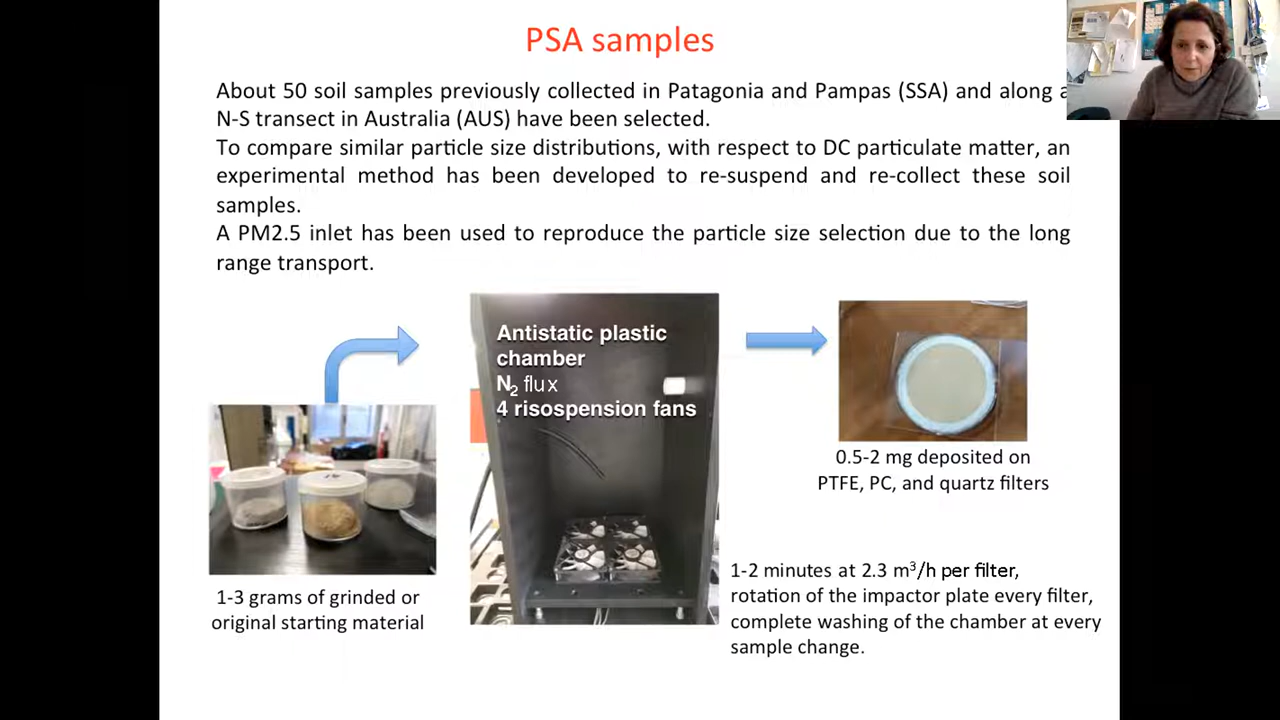 PSA samples
About 50 soil samples previously collected in Patagonia and Pampas (SSA) and along a
N-S transect in Australia (AUS) have been selected.
To compare similar particle size distributions, with respect to DC particulate matter, an
experimental method has been developed to re-suspend and re-collect these soil
samples.
A PM2.5 inlet has been used to reproduce the particle size selection due to the long
range transport.
Antistatic plastic
chamber
N₂ flux
4 risospension fans
0.5-2 mg deposited on
PTFE, PC, and quartz filters
1-3 grams of grinded or
original starting material
1-2 minutes at 2.3 m³/h per filter,
rotation of the impactor plate every filter,
complete washing of the chamber at every
sample change.